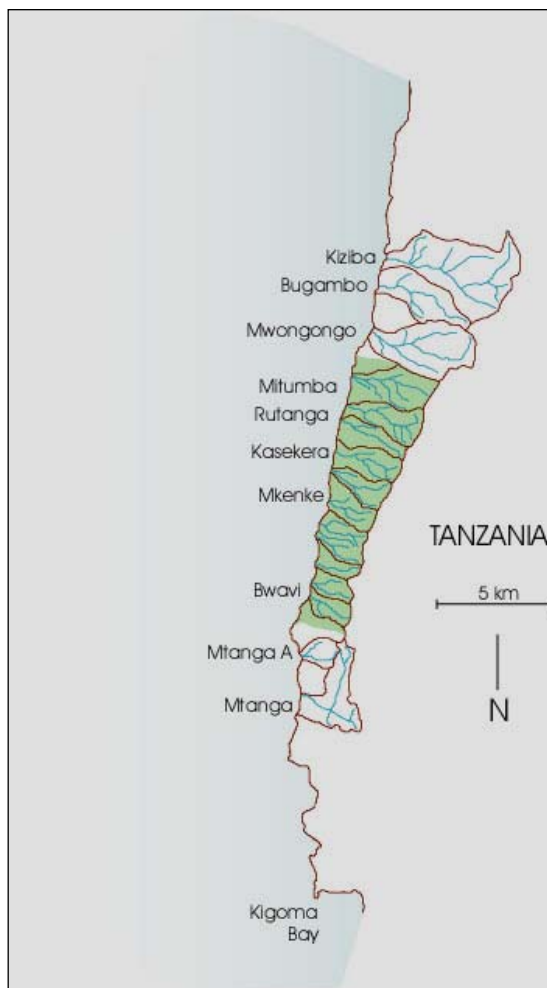 Kiziba
Bugambo
Mwongongo
Mitumba
Rutanga
Kasekera
Mkenke
TANZANIA
Bwavi
5 km
Mtanga A
Mtanga
N
Kigoma
Bay